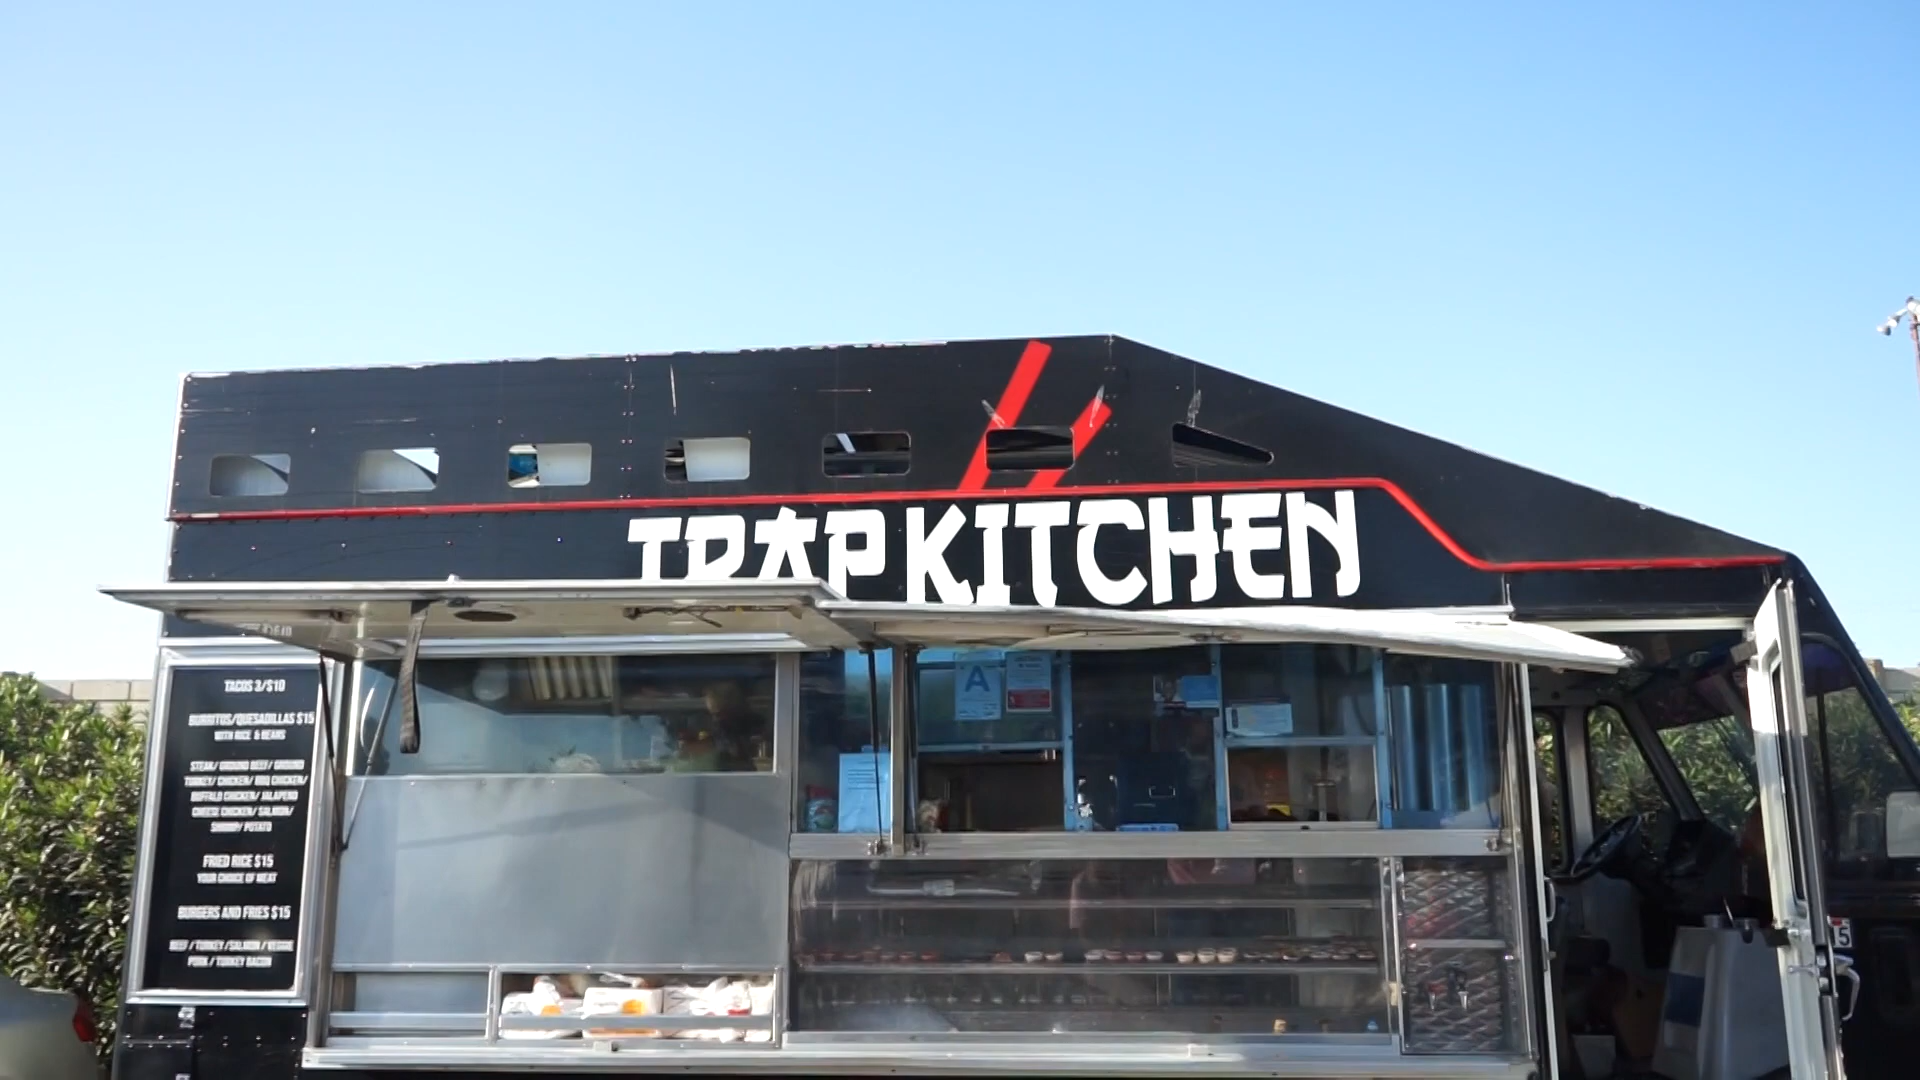 TRAP KITCHEN
A
TACOS 3/$10
BURRITOS/QUESADILLAS $15
WITH RICE & BEANS
STEAK/ GROUND BEEF/ GROUND
TURKEY/ CHICKEN/ BBQ CHICKEN/
BUFFALO CHICKEN/ JALAPENO
CHEESE CHICKEN/ SALMON/
SHRIMP/ POTATO
FRIED RICE $15
YOUR CHOICE OF MEAT
BURGERS AND FRIES $15
BEEF/TURKEY/SALMON/VEGGIE
PORK/ TURKEY BACON